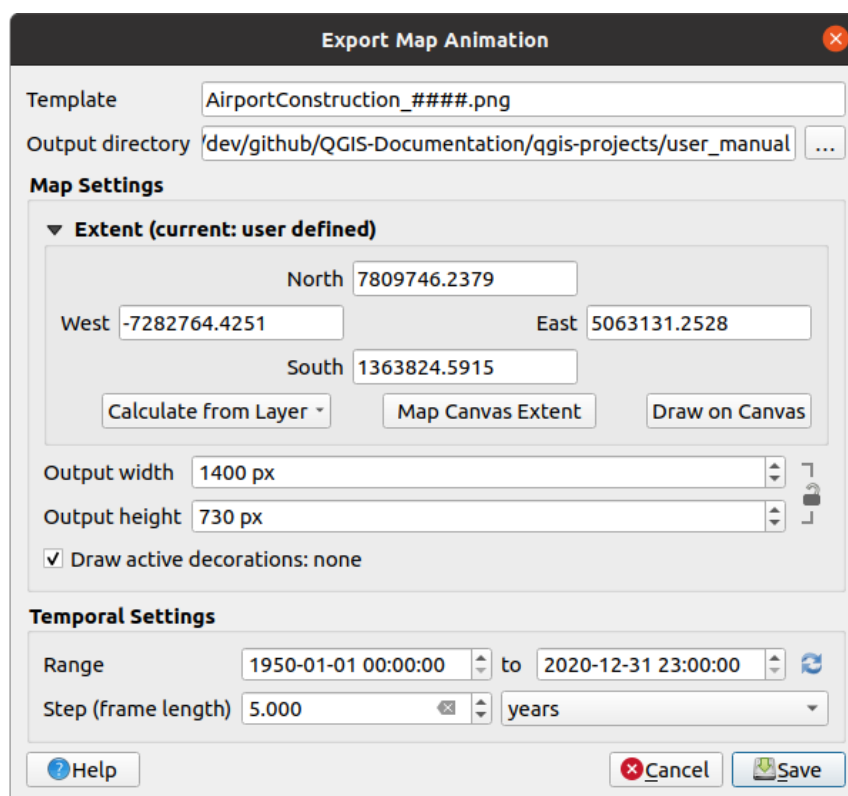 Export Map Animation
Template AirportConstruction_####.png
Output directory /dev/github/QGIS-Documentation/qgis-projects/user_manual ...
Map Settings
Extent (current: user defined)
North 7809746.2379
West -7282764.4251 East 5063131.2528
South 1363824.5915
Calculate from Layer Map Canvas Extent Draw on Canvas
Output width 1400 px
Output height 730 px
Draw active decorations: none
Temporal Settings
Range 1950-01-01 00:00:00 to 2020-12-31 23:00:00
Step (frame length) 5.000 years
Help Cancel Save